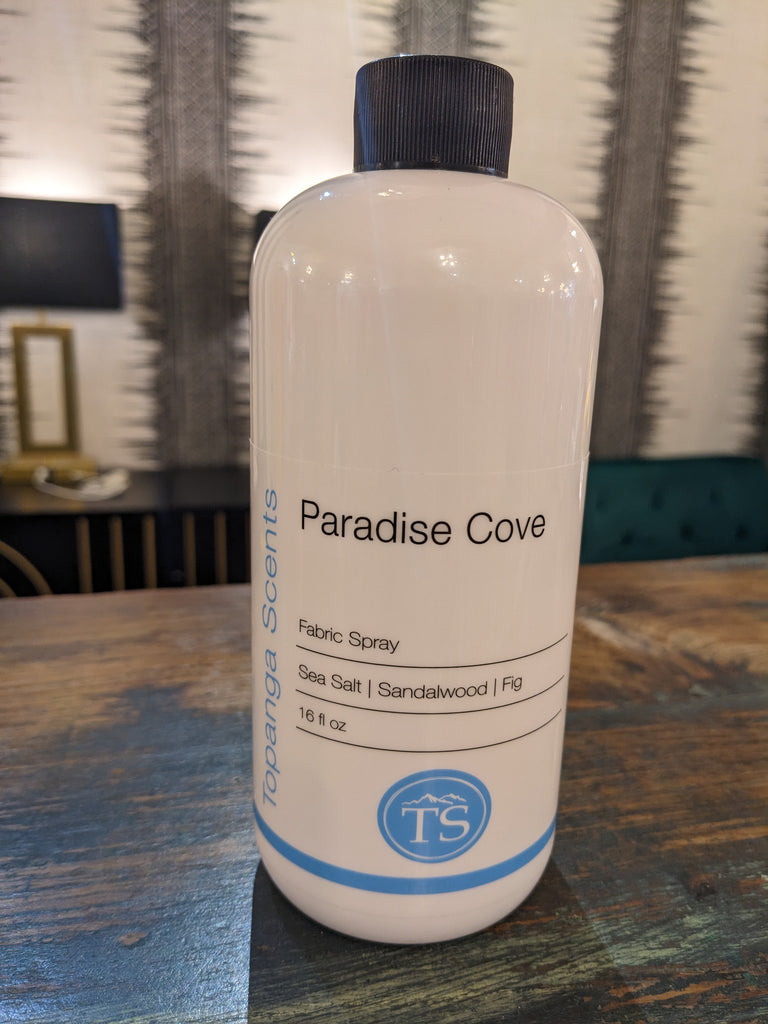 Paradise Cove
Topanga Scents
Fabric Spray
Sea Salt | Sandalwood | Fig
16 fl oz
TS